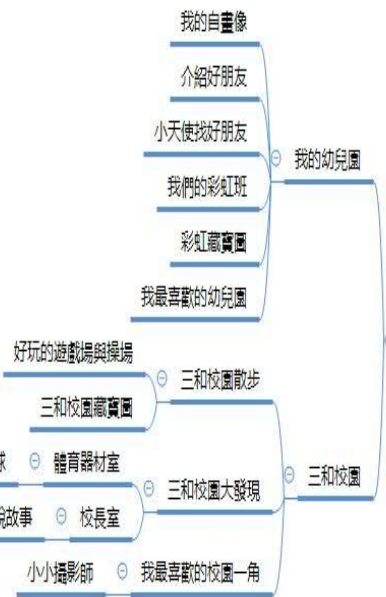 我的自畫像
介紹好朋友
小天使找好朋友
我們的彩虹班
彩虹藏寶圖
我最喜歡的幼兒園
我的幼兒園
好玩的遊戲場與操場
三和校園藏寶圖
三和校園散步
球
體育器材室
說故事
校長室
三和校園大發現
小小攝影師
我最喜歡的校園一角
三和校園